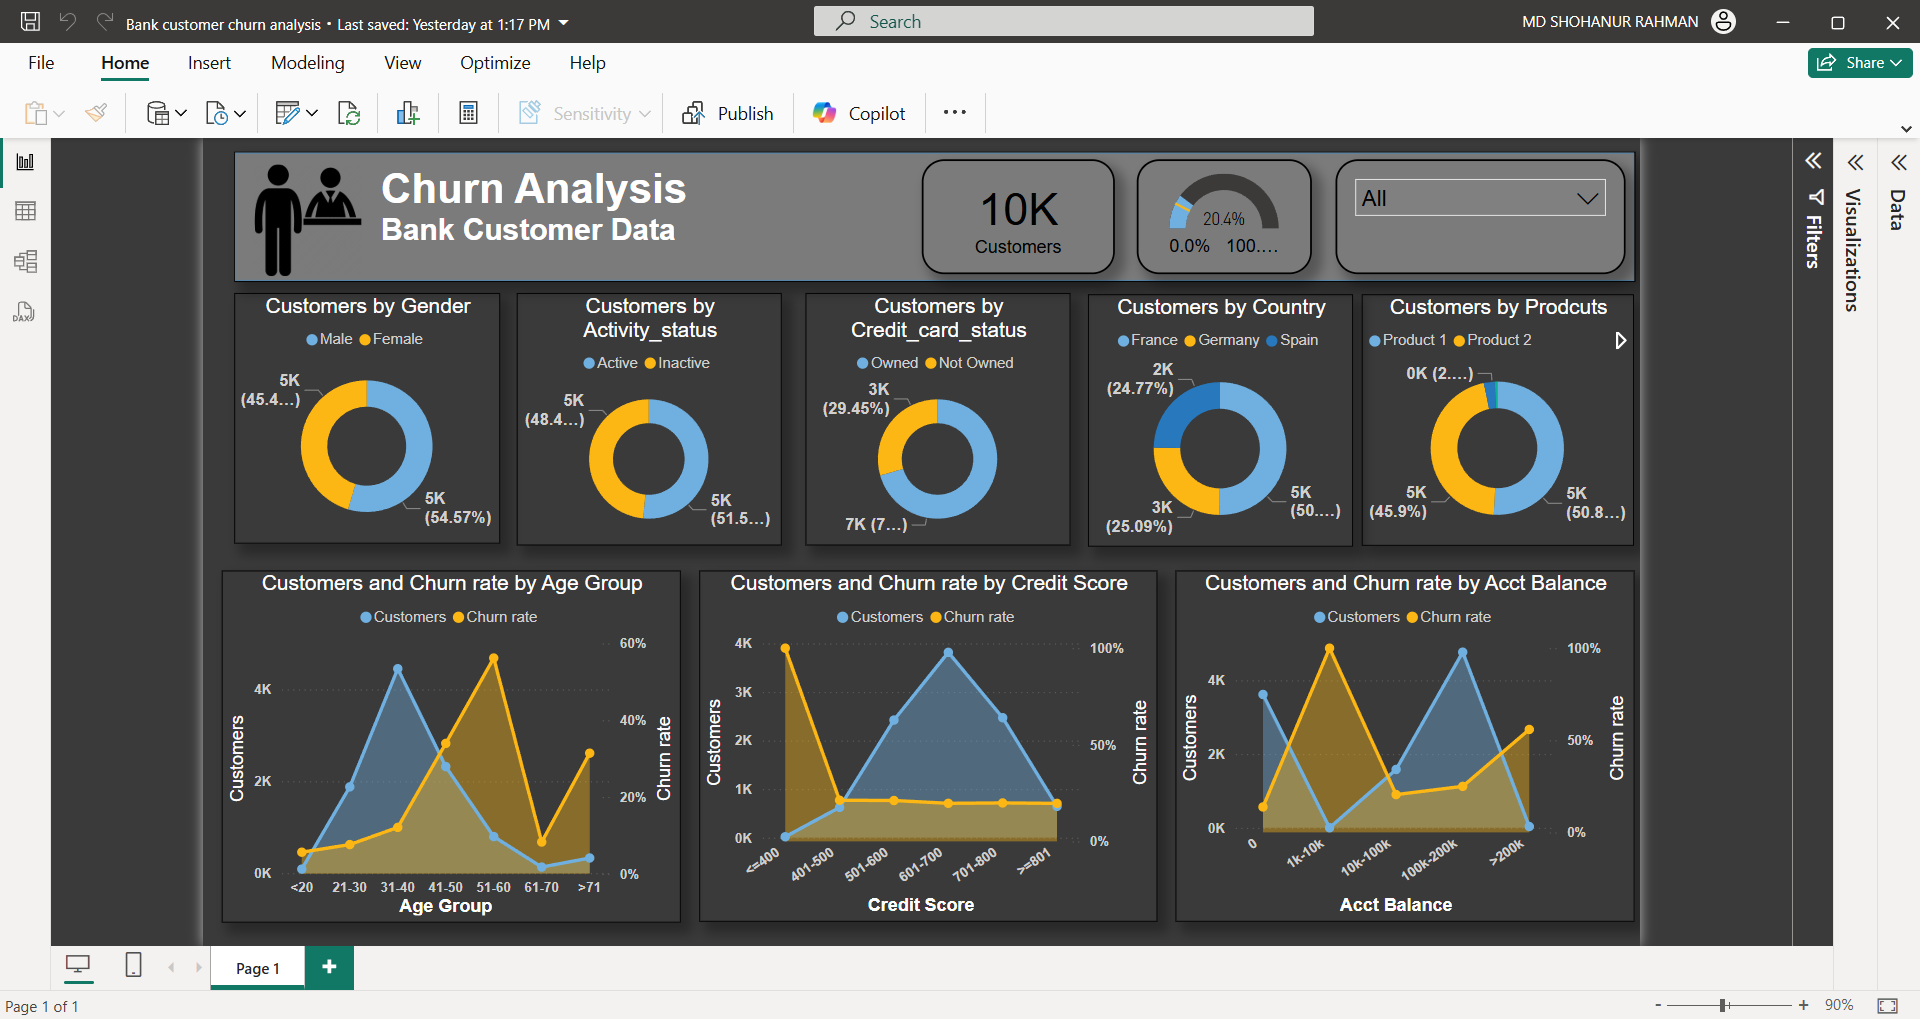 Bank customer churn analysis • Last saved: Yesterday at 1:17 PM
Search
MD SHOHANUR RAHMAN
File Home Insert Modeling View Optimize Help
Share
Sensitivity
Publish
Copilot
Churn Analysis
Bank Customer Data
10K
Customers
20.4%
0.0% 100....
All
Filters
Visualizations
Data
DAX
Customers by Gender
Male Female
5K
(45.4...)
5K
(54.57%)
Customers by
Activity_status
Active Inactive
5K
(48.4...)
5K
(51.5...)
Customers by
Credit_card_status
Owned Not Owned
3K
(29.45%)
7K (7...)
Customers by Country
France Germany Spain
2K
(24.77%)
5K
(50....)
3K
(25.09%)
Customers by Prodcuts
Product 1 Product 2
0K (2....)
5K
(45.9%)
5K
(50.8...)
Customers and Churn rate by Age Group
Customers Churn rate
60%
40%
20%
0%
4K
2K
0K
Customers
Churn rate
<20 21-30 31-40 41-50 51-60 61-70 >71
Age Group
Customers and Churn rate by Credit Score
Customers Churn rate
4K
3K
2K
1K
0K
100%
50%
0%
Customers
Churn rate
<=400 401-500 501-600 601-700 701-800 >=801
Credit Score
Customers and Churn rate by Acct Balance
Customers Churn rate
4K
2K
0K
100%
50%
0%
Customers
Churn rate
0 1k-10k 10k-100k 100k-200k >200k
Acct Balance
Page 1
Page 1 of 1
90%